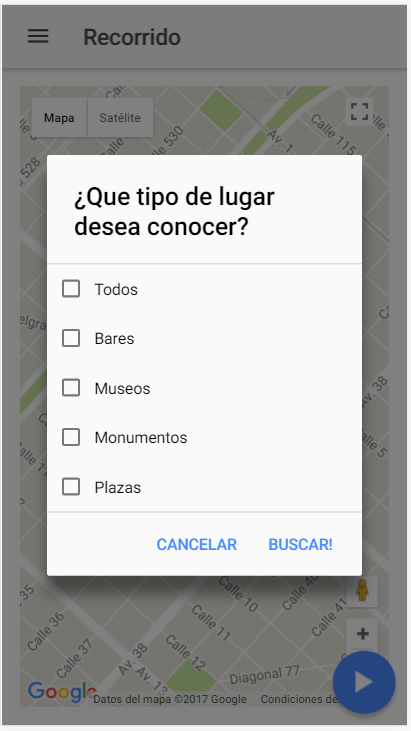 Recorrido
Mapa
Satélite
Calle 115
Calle 530
Av. 1
528
¿Que tipo de lugar
desea conocer?
Todos
Bares
Museos
Monumentos
Plazas
CANCELAR
BUSCAR!
elgra
Av. 38
Calle 5
35
Calle 36
Calle 37
Av. 38
Av. 13
Calle 12
Calle 11
Calle 10
Calle 40
Calle 41
Diagonal 77
+
Google
Datos del mapa ©2017 Google
Condiciones de